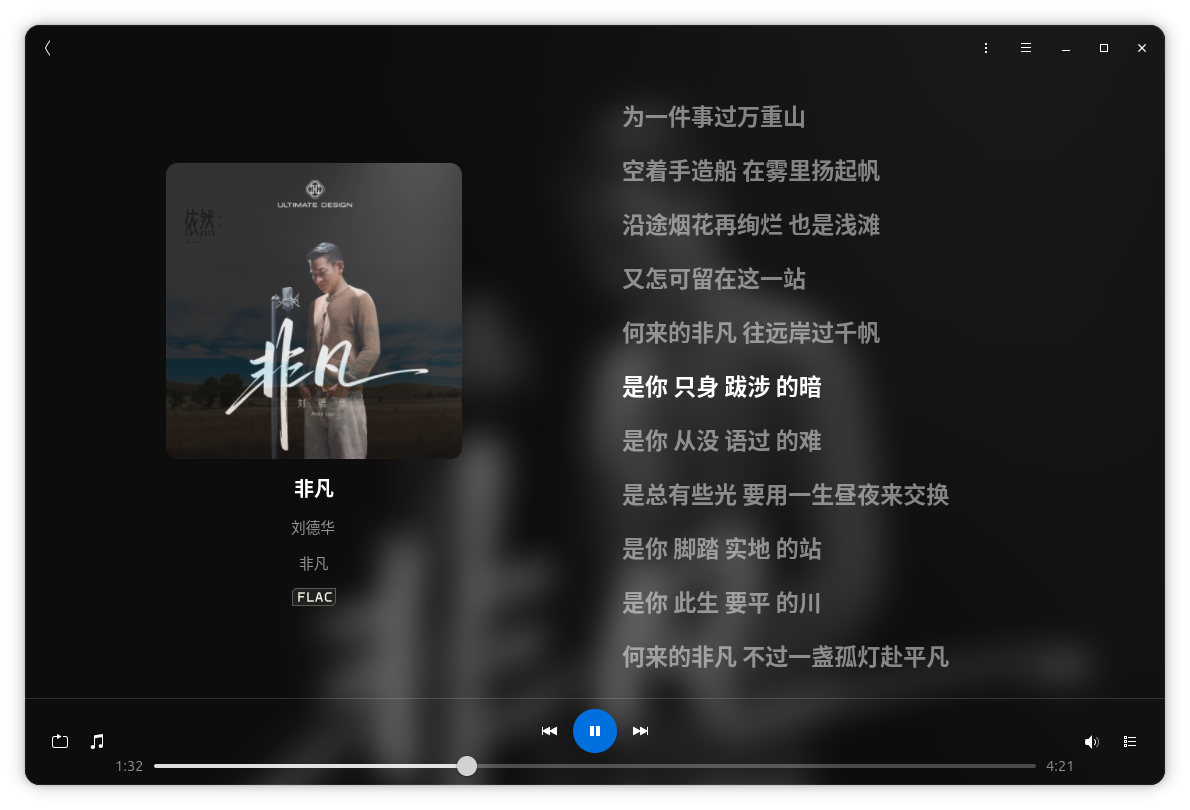 ULTIMATE DESIGN
依然：
非凡
刘德华
Andy Lau
非凡
刘德华
非凡
FLAC
为一件事过万重山
空着手造船 在雾里扬起帆
沿途烟花再绚烂 也是浅滩
又怎可留在这一站
何来的非凡 往远岸过千帆
是你 只身 跋涉 的暗
是你 从没 语过 的难
是总有些光 要用一生昼夜来交换
是你 脚踏 实地 的站
是你 此生 要平 的川
何来的非凡 不过一盏孤灯赴平凡
1:32
4:21